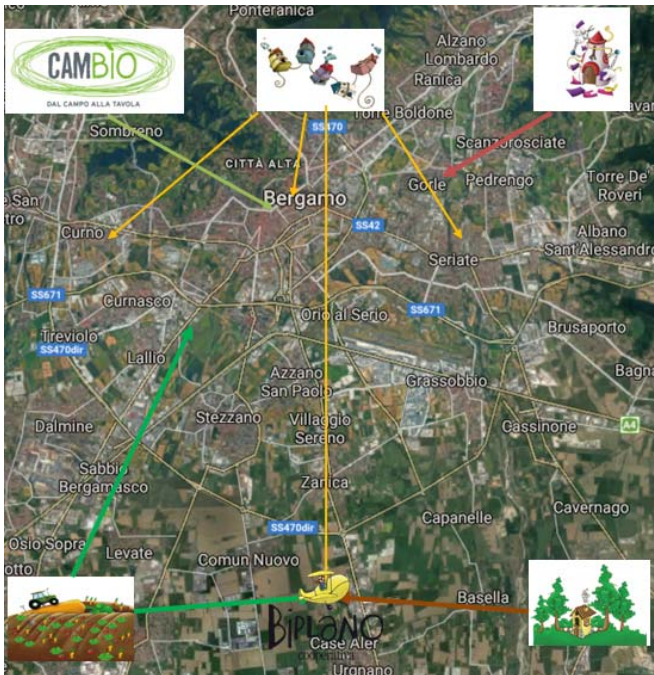 Ponteranica
CAMBÌO
DAL CAMPO ALLA TAVOLA
Alzano
Lombardo
Ranica
Torre Boldone
Sombreno
SS470
CITTÀ ALTA
Scanzorosciate
Gorle
Pedrengo
Torre De'
Roveri
Bergamo
Curno
SS42
Seriate
Albano
Sant'Alessandro
SS671
Curnasco
Orio al Serio
SS671
Brusaporto
Treviolo
SS470dir
Lallio
Azzano
San Paolo
Grassobbio
Bagna
Dalmine
Stezzano
Villaggio
Sereno
Cassinone
A4
Sabbio
Bergamasco
Zanica
Cavernago
Capanelle
SS470dir
Osio Sopra
Levate
Comun Nuovo
Basella
BIPLANO
Case Aler
Urgnano